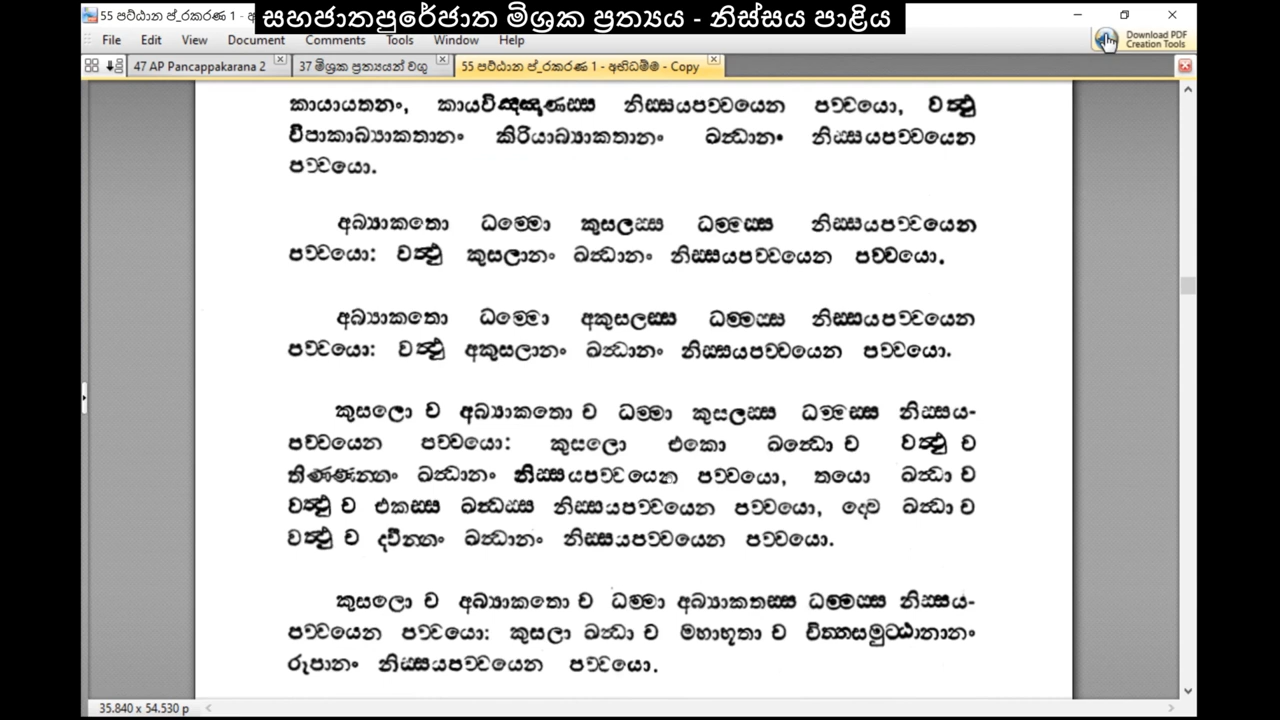 සහජාතපුරේජාත මිශ්‍රක ප්‍රත්‍යය - නිස්සය පාළිය
55 පට්ඨාන ප්_රකරණ 1 -
File Edit View Document Comments Tools Window Help
Download PDF
Creation Tools
47 AP Pancappakarana 2
37 මිශ්‍රක ප්‍රත්‍යයන් වගු
55 පට්ඨාන ප්_රකරණ 1 - අභිධම්ම - Copy
කායායතනං, කායවිඤ්ඤාණස්ස නිස්සයපච්චයෙන පච්චයො, වත්ථු
විපාකාබ්‍යාකතානං කිරියාබ්‍යාකතානං ඛන්ධානං නිස්සයපච්චයෙන
පච්චයො.
අබ්‍යාකතො ධම්මො කුසලස්ස ධම්මස්ස නිස්සයපච්චයෙන
පච්චයො: වත්ථු කුසලානං ඛන්ධානං නිස්සයපච්චයෙන පච්චයො.
අබ්‍යාකතො ධම්මො අකුසලස්ස ධම්මස්ස නිස්සයපච්චයෙන
පච්චයො: වත්ථු අකුසලානං ඛන්ධානං නිස්සයපච්චයෙන පච්චයො.
කුසලො ච අබ්‍යාකතො ච ධම්මා කුසලස්ස ධම්මස්ස නිස්සය-
පච්චයෙන පච්චයො: කුසලො එකො ඛන්ධො ච වත්ථු ච
තිණ්ණන්නං ඛන්ධානං නිස්සයපච්චයෙන පච්චයො, තයො ඛන්ධා ච
වත්ථු ච එකස්ස ඛන්ධස්ස නිස්සයපච්චයෙන පච්චයො, ද්වෙ ඛන්ධා ච
වත්ථු ච ද්වින්නං ඛන්ධානං නිස්සයපච්චයෙන පච්චයො.
කුසලො ච අබ්‍යාකතො ච ධම්මා අබ්‍යාකතස්ස ධම්මස්ස නිස්සය-
පච්චයෙන පච්චයො: කුසලා ඛන්ධා ච මහාභූතා ච චිත්තසමුට්ඨානානං
රූපානං නිස්සයපච්චයෙන පච්චයො.
35.840 x 54.530 p